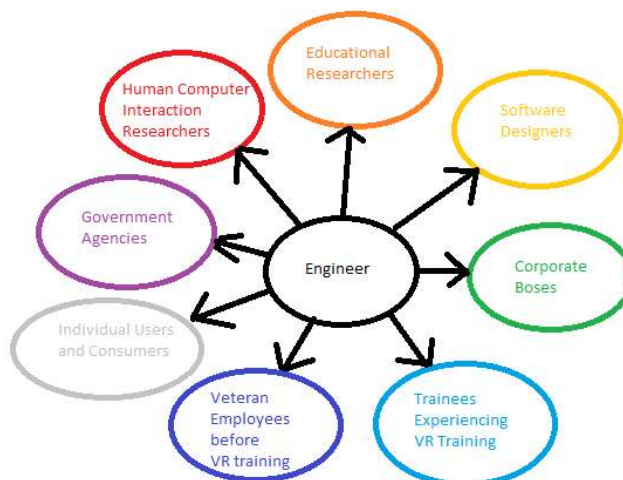 Educational
Researchers
Human Computer
Interaction
Researchers
Software
Designers
Government
Agencies
Engineer
Corporate
Boses
Individual Users
and Consumers
Veteran
Employees
before
VR training
Trainees
Experiencing
VR Training